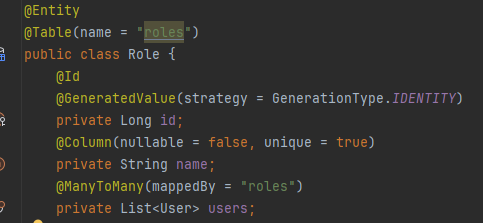 @Entity
@Table(name = "roles")
public class Role {
@Id
@GeneratedValue(strategy = GenerationType.IDENTITY)
private Long id;
@Column(nullable = false, unique = true)
private String name;
@ManyToMany(mappedBy = "roles")
private List<User> users;